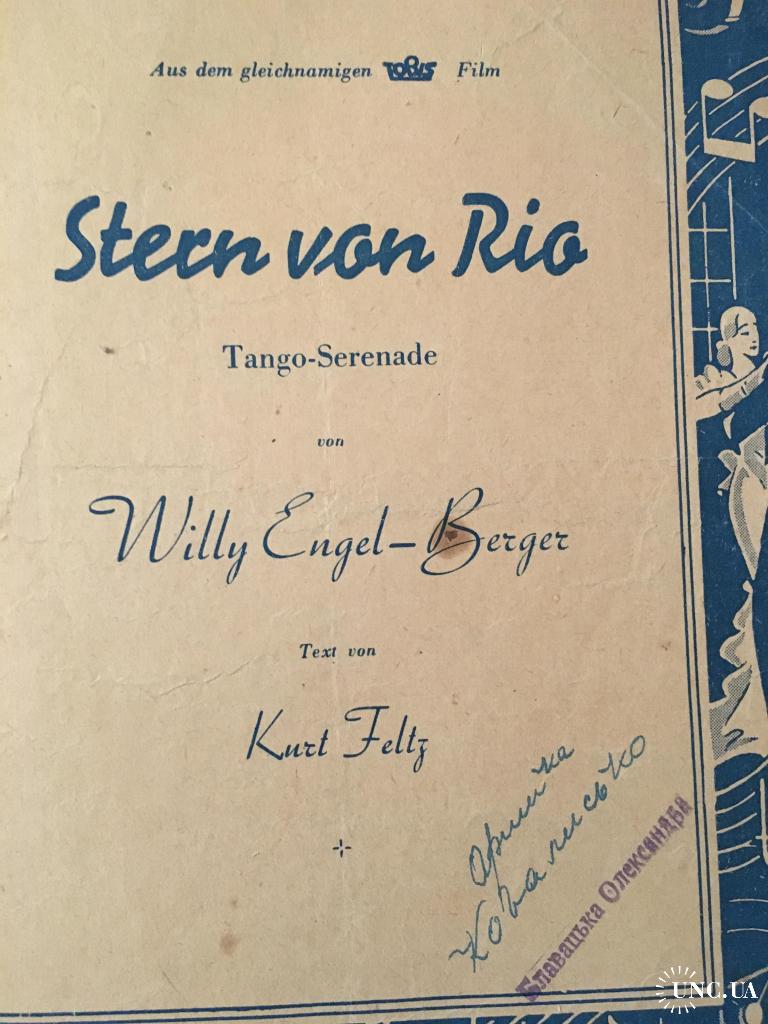 Aus dem gleichnamigen TOBIS Film
Stern von Rio
Tango-Serenade
von
Willy Engel-Berger
Text von
Kurt Feltz
Блавацька Олександра
UNC.UA